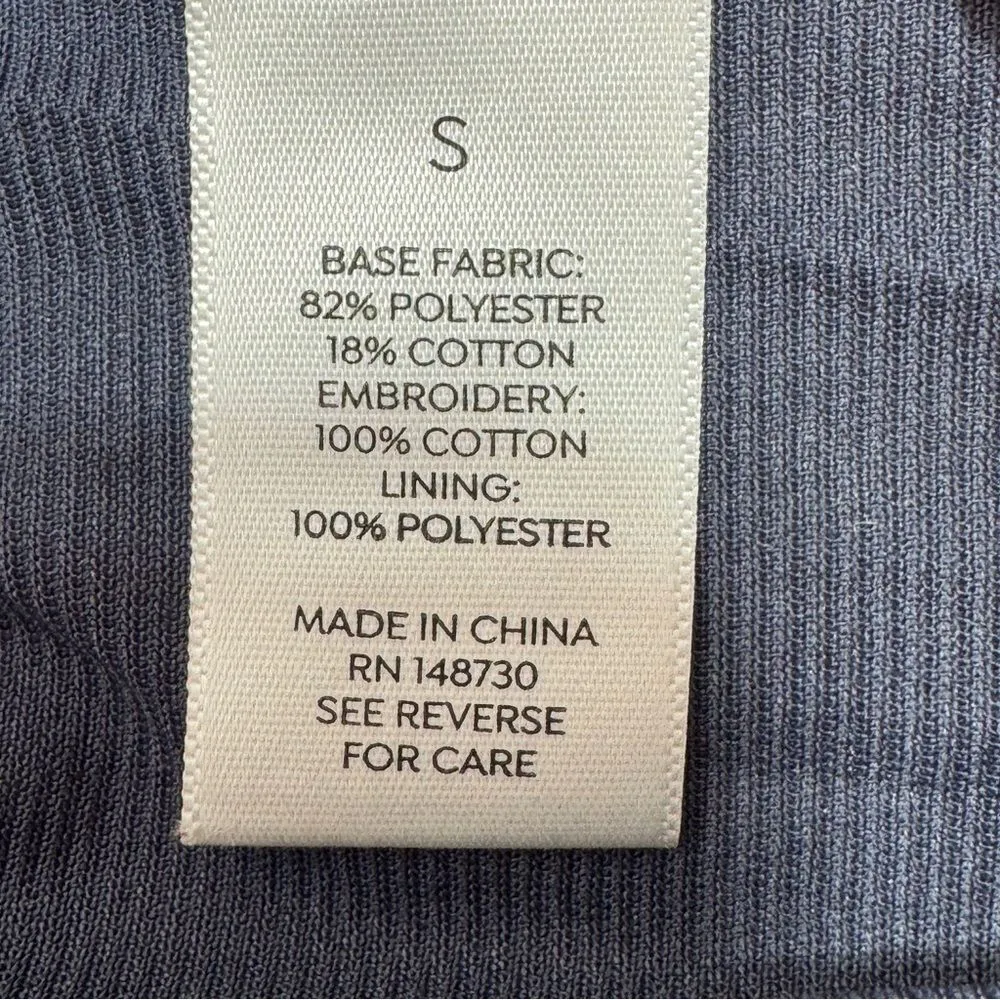 S
BASE FABRIC:
82% POLYESTER
18% COTTON
EMBROIDERY:
100% COTTON
LINING:
100% POLYESTER
MADE IN CHINA
RN 148730
SEE REVERSE
FOR CARE